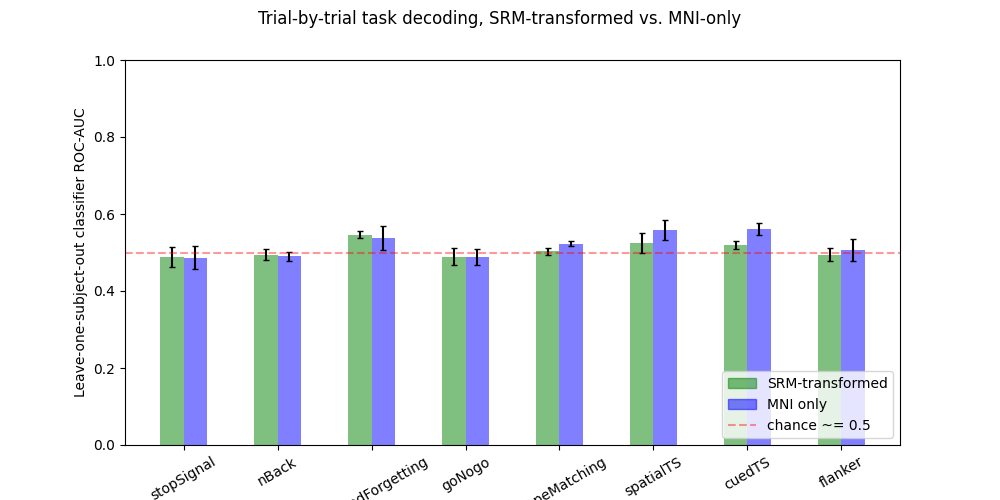 Trial-by-trial task decoding, SRM-transformed vs. MNI-only
Leave-one-subject-out classifier ROC-AUC
1.0
0.8
0.6
0.4
0.2
0.0
SRM-transformed
MNI only
chance ~= 0.5
stopSignal
nBack
dForgetting
goNogo
peMatching
spatialTS
cuedTS
flanker